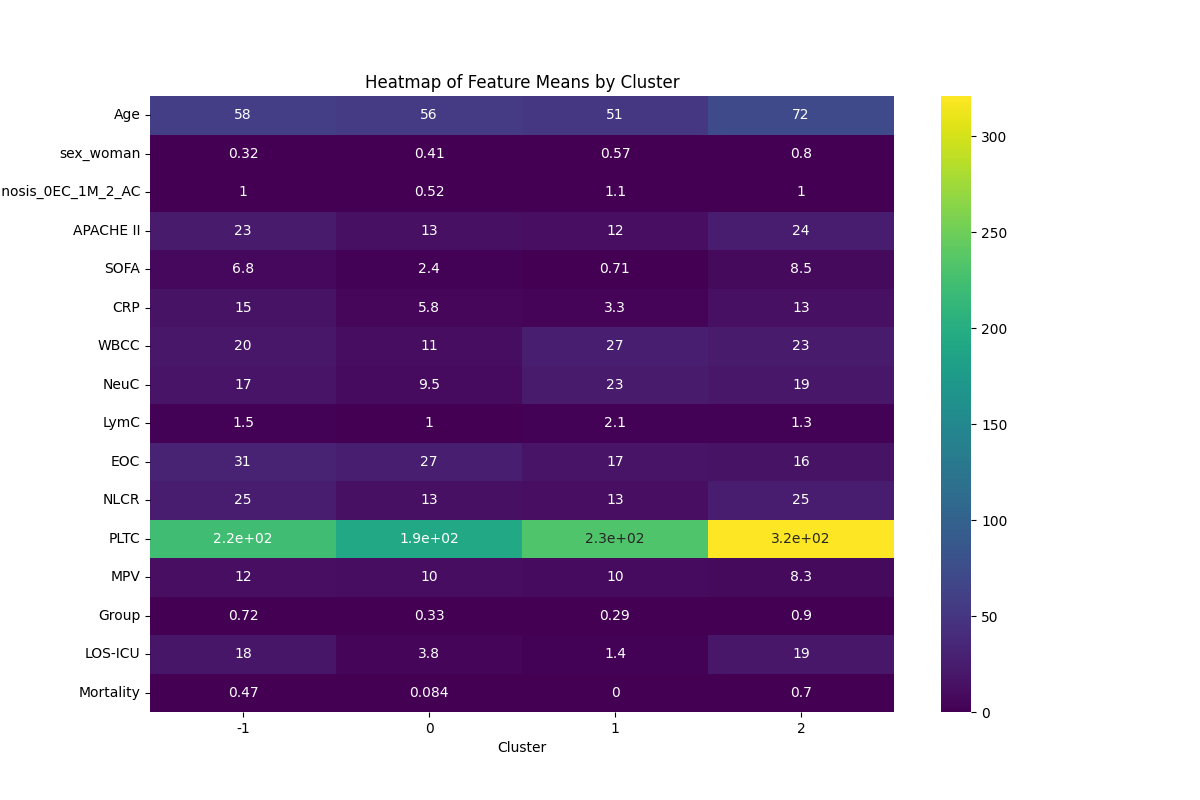 Heatmap of Feature Means by Cluster
Age 58 56 51 72
sex_woman 0.32 0.41 0.57 0.8
nosis_0EC_1M_2_AC 1 0.52 1.1 1
APACHE II 23 13 12 24
SOFA 6.8 2.4 0.71 8.5
CRP 15 5.8 3.3 13
WBCC 20 11 27 23
NeuC 17 9.5 23 19
LymC 1.5 1 2.1 1.3
EOC 31 27 17 16
NLCR 25 13 13 25
PLTC 2.2e+02 1.9e+02 2.3e+02 3.2e+02
MPV 12 10 10 8.3
Group 0.72 0.33 0.29 0.9
LOS-ICU 18 3.8 1.4 19
Mortality 0.47 0.084 0 0.7
-1 0 1 2
Cluster
300
250
200
150
100
50
0